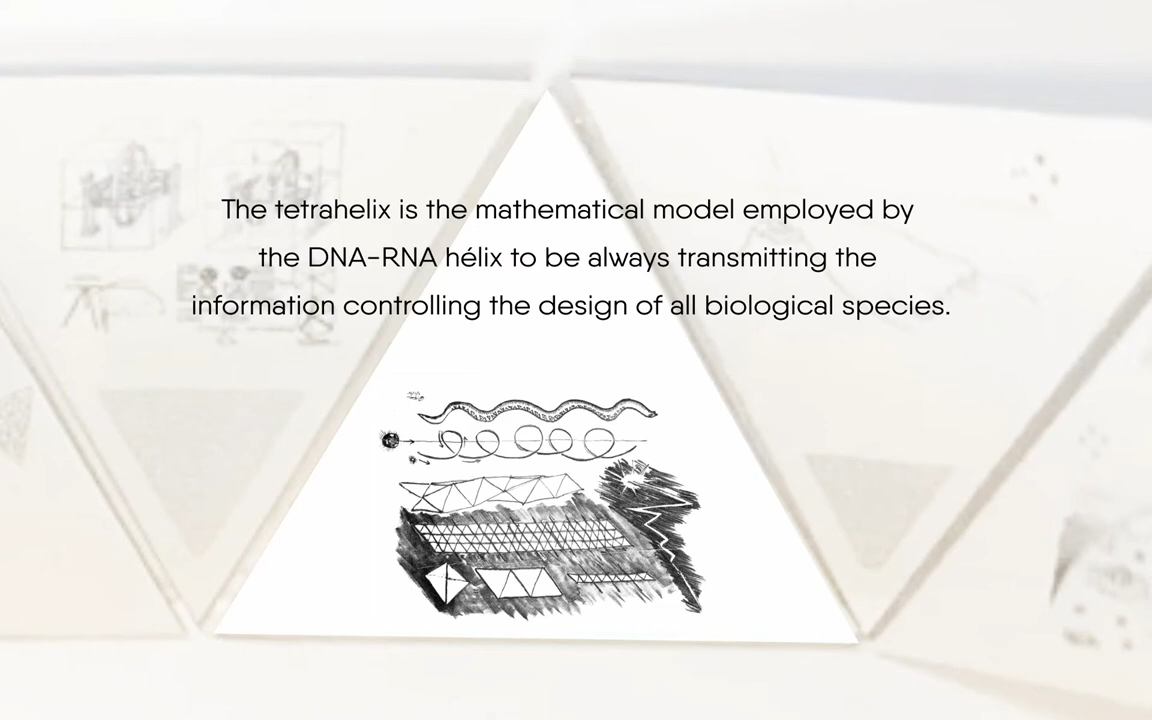 The tetrahelix is the mathematical model employed by
the DNA-RNA hélix to be always transmitting the
information controlling the design of all biological species.